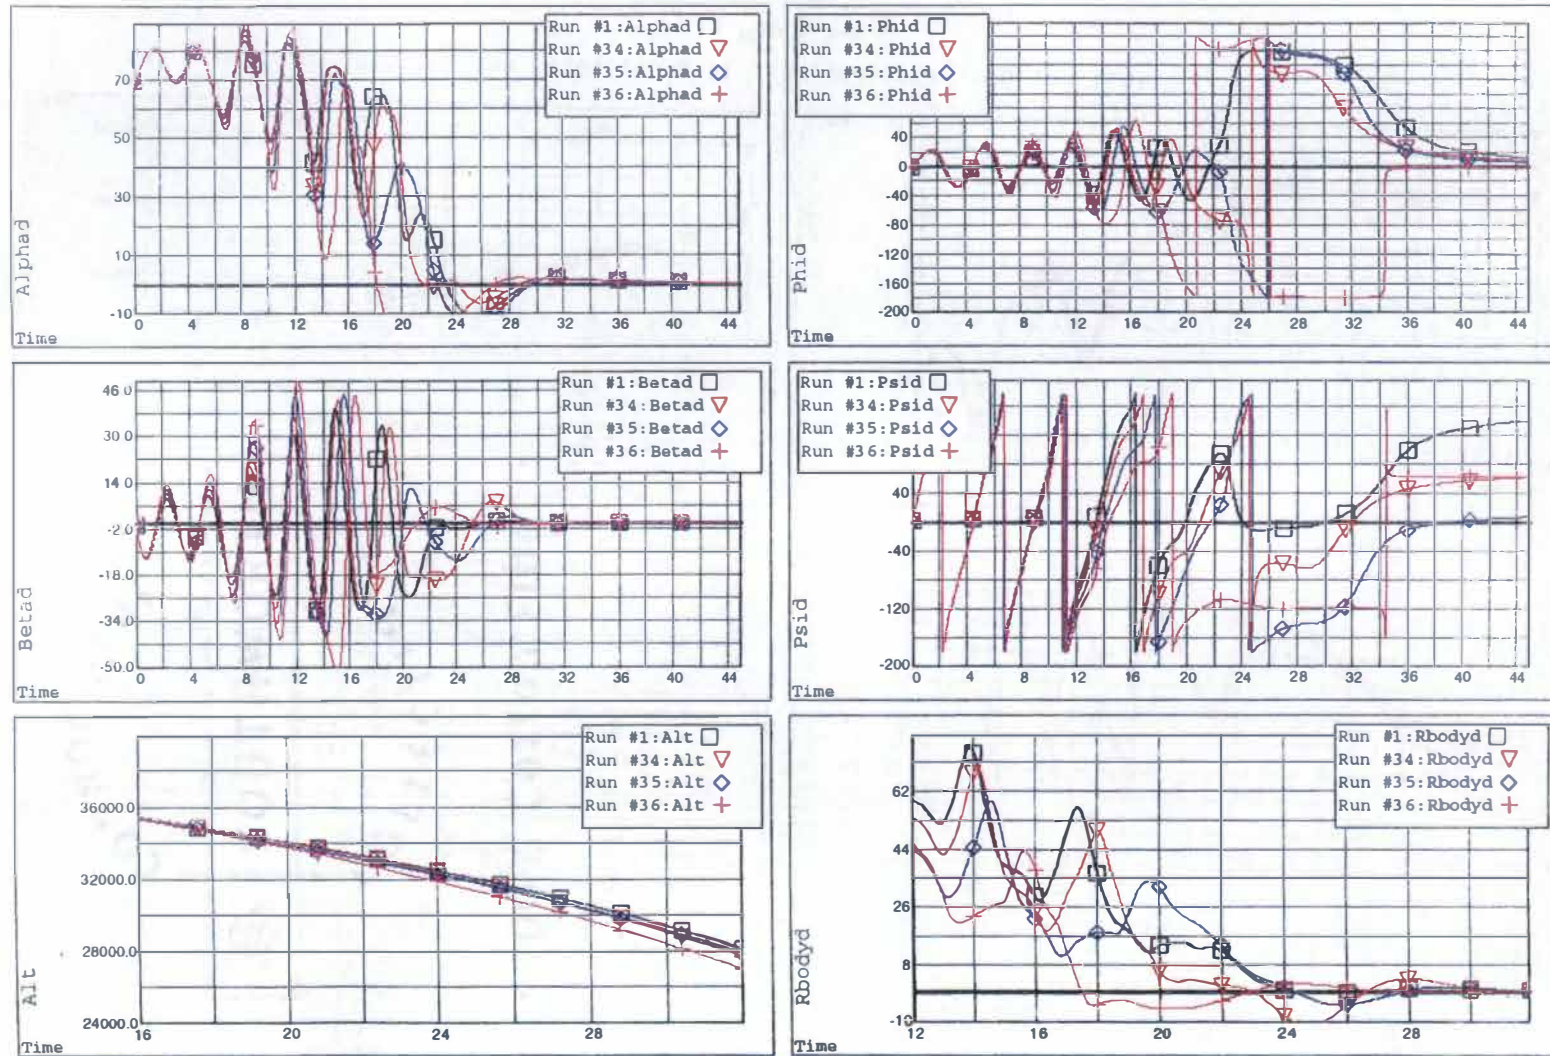 Run #1:Alphad
Run #34:Alphad
Run #35:Alphad
Run #36:Alphad
70
50
30
10
-10
0 4 8 12 16 20 24 28 32 36 40 44
Alphad
Time
Run #1:Phid
Run #34:Phid
Run #35:Phid
Run #36:Phid
40
0
-40
-80
-120
-160
-200
0 4 8 12 16 20 24 28 32 36 40 44
Phid
Time
Run #1:Betad
Run #34:Betad
Run #35:Betad
Run #36:Betad
46.0
30.0
14.0
-2.0
-18.0
-34.0
-50.0
0 4 8 12 16 20 24 28 32 36 40 44
Betad
Time
Run #1:Psid
Run #34:Psid
Run #35:Psid
Run #36:Psid
40
-40
-120
-200
0 4 8 12 16 20 24 28 32 36 40 44
Psid
Time
Run #1:Alt
Run #34:Alt
Run #35:Alt
Run #36:Alt
36000.0
32000.0
28000.0
24000.0
16 20 24 28
Alt
Time
Run #1:Rbodyd
Run #34:Rbodyd
Run #35:Rbodyd
Run #36:Rbodyd
62
44
26
8
-10
12 16 20 24 28
Rbodyd
Time